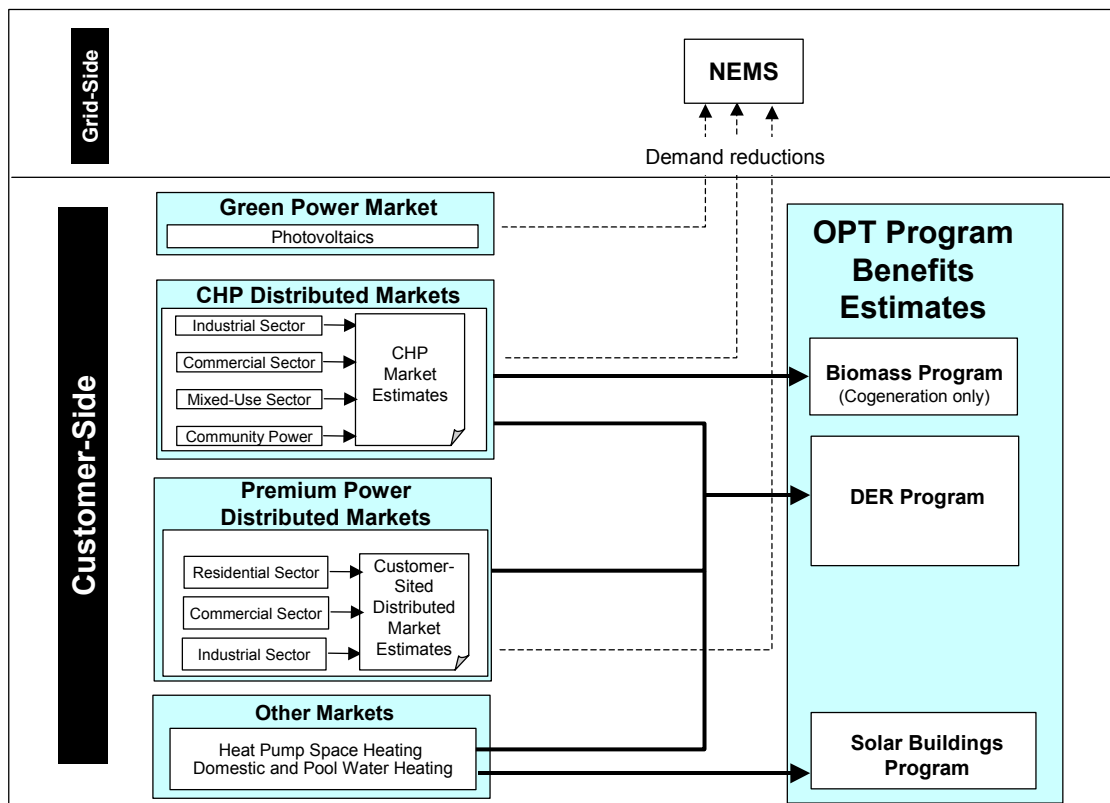 Grid-Side
NEMS
Demand reductions
Customer-Side
Green Power Market
Photovoltaics
CHP Distributed Markets
Industrial Sector
Commercial Sector
Mixed-Use Sector
Community Power
CHP
Market
Estimates
Premium Power
Distributed Markets
Residential Sector
Commercial Sector
Industrial Sector
Customer-
Sited
Distributed
Market
Estimates
Other Markets
Heat Pump Space Heating
Domestic and Pool Water Heating
OPT Program
Benefits
Estimates
Biomass Program
(Cogeneration only)
DER Program
Solar Buildings
Program